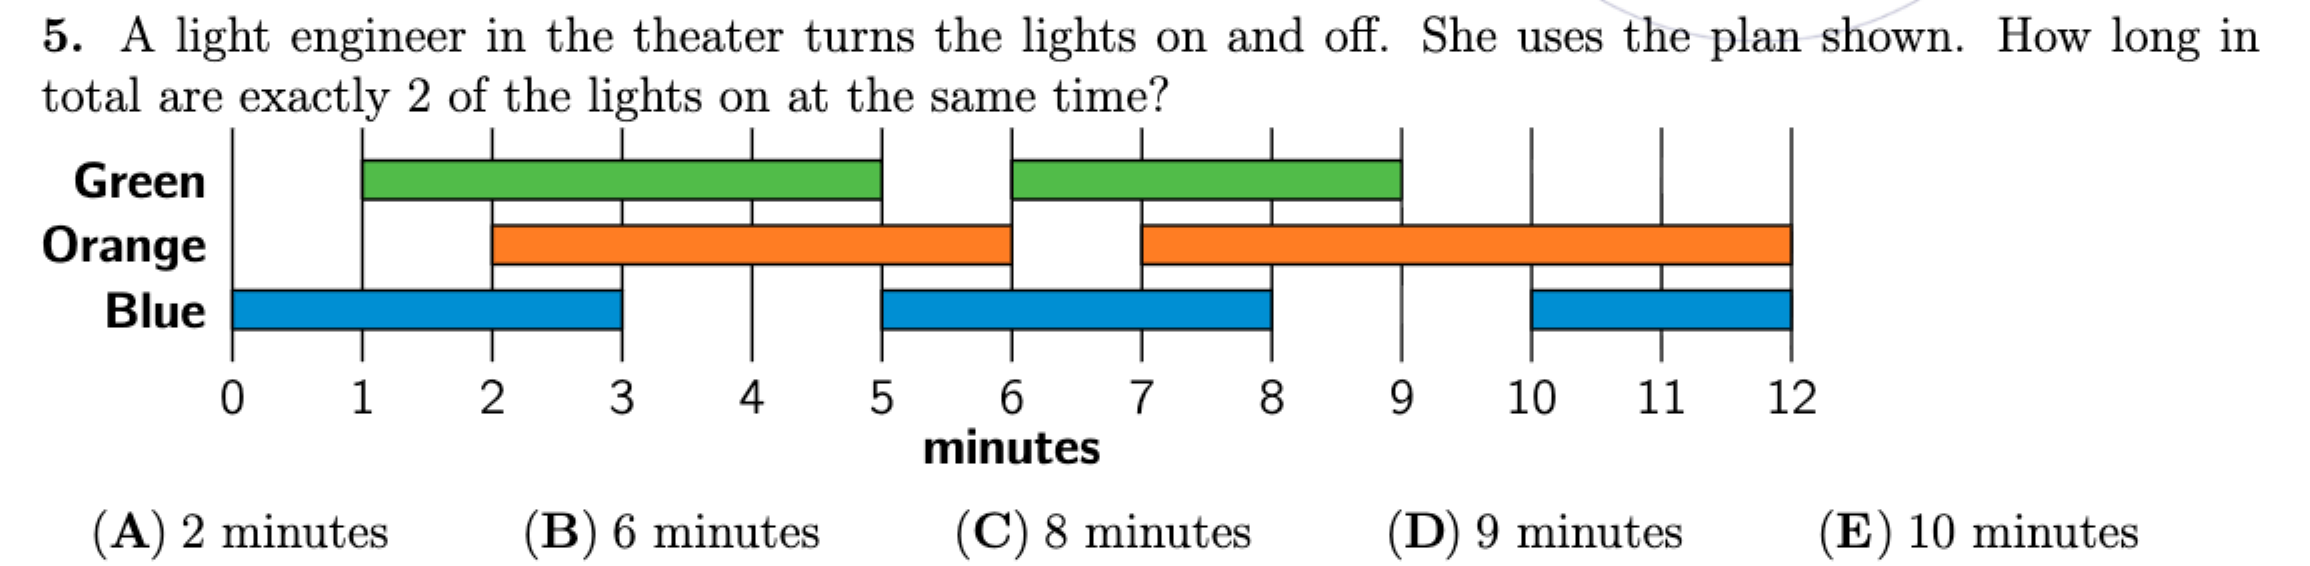 5. A light engineer in the theater turns the lights on and off. She uses the plan shown. How long in
total are exactly 2 of the lights on at the same time?
Green
Orange
Blue
0 1 2 3 4 5 6 7 8 9 10 11 12
minutes
(A) 2 minutes (B) 6 minutes (C) 8 minutes (D) 9 minutes (E) 10 minutes